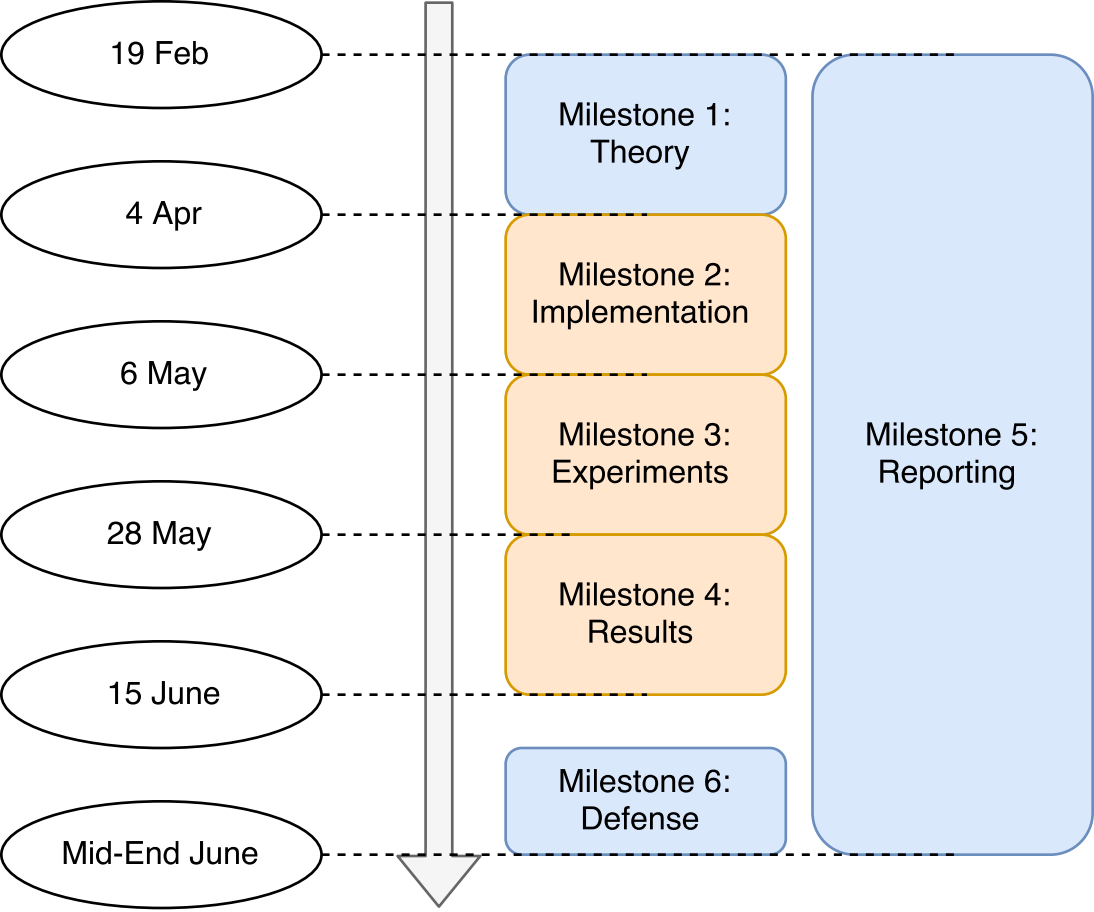 19 Feb
Milestone 1:
Theory
4 Apr
Milestone 2:
Implementation
6 May
Milestone 3:
Experiments
Milestone 5:
Reporting
28 May
Milestone 4:
Results
15 June
Milestone 6:
Defense
Mid-End June